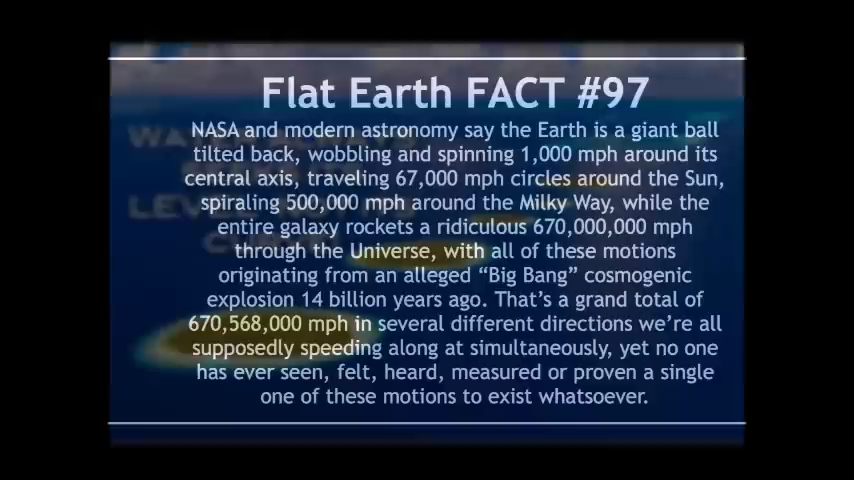 Flat Earth FACT #97
NASA and modern astronomy say the Earth is a giant ball
tilted back, wobbling and spinning 1,000 mph around its
central axis, traveling 67,000 mph circles around the Sun,
spiraling 500,000 mph around the Milky Way, while the
entire galaxy rockets a ridiculous 670,000,000 mph
through the Universe, with all of these motions
originating from an alleged “Big Bang” cosmogenic
explosion 14 billion years ago. That’s a grand total of
670,568,000 mph in several different directions we’re all
supposedly speeding along at simultaneously, yet no one
has ever seen, felt, heard, measured or proven a single
one of these motions to exist whatsoever.